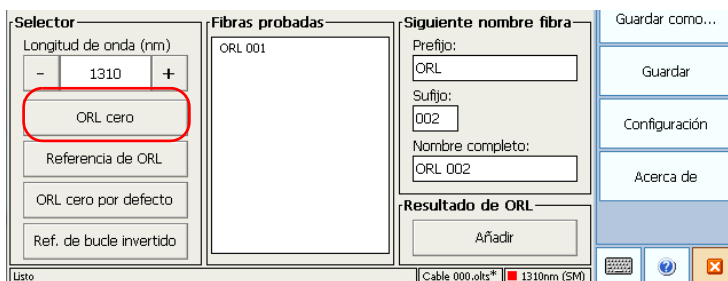 Selector
Longitud de onda (nm)
- 1310 +
ORL cero
Referencia de ORL
ORL cero por defecto
Ref. de bucle invertido
Fibras probadas
ORL 001
Siguiente nombre fibra
Prefijo:
ORL
Sufijo:
002
Nombre completo:
ORL 002
Resultado de ORL
Añadir
Guardar como...
Guardar
Configuración
Acerca de
Listo
Cable 000.olts*
1310nm (SM)
?